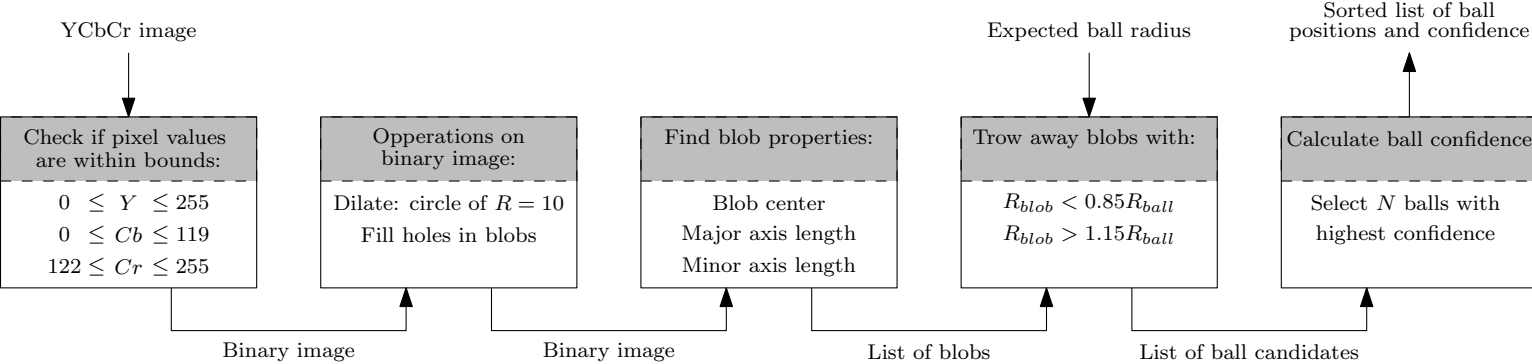 YCbCr image
Check if pixel values
are within bounds:
0 ≤ Y ≤ 255
0 ≤ Cb ≤ 119
122 ≤ Cr ≤ 255
Binary image
Opperations on
binary image:
Dilate: circle of R = 10
Fill holes in blobs
Binary image
Find blob properties:
Blob center
Major axis length
Minor axis length
List of blobs
Expected ball radius
Trow away blobs with:
R_blob < 0.85R_ball
R_blob > 1.15R_ball
List of ball candidates
Sorted list of ball
positions and confidence
Calculate ball confidence
Select N balls with
highest confidence